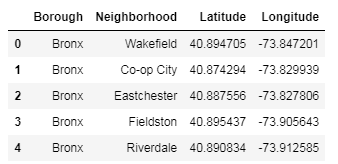 Borough Neighborhood Latitude Longitude
0 Bronx Wakefield 40.894705 -73.847201
1 Bronx Co-op City 40.874294 -73.829939
2 Bronx Eastchester 40.887556 -73.827806
3 Bronx Fieldston 40.895437 -73.905643
4 Bronx Riverdale 40.890834 -73.912585